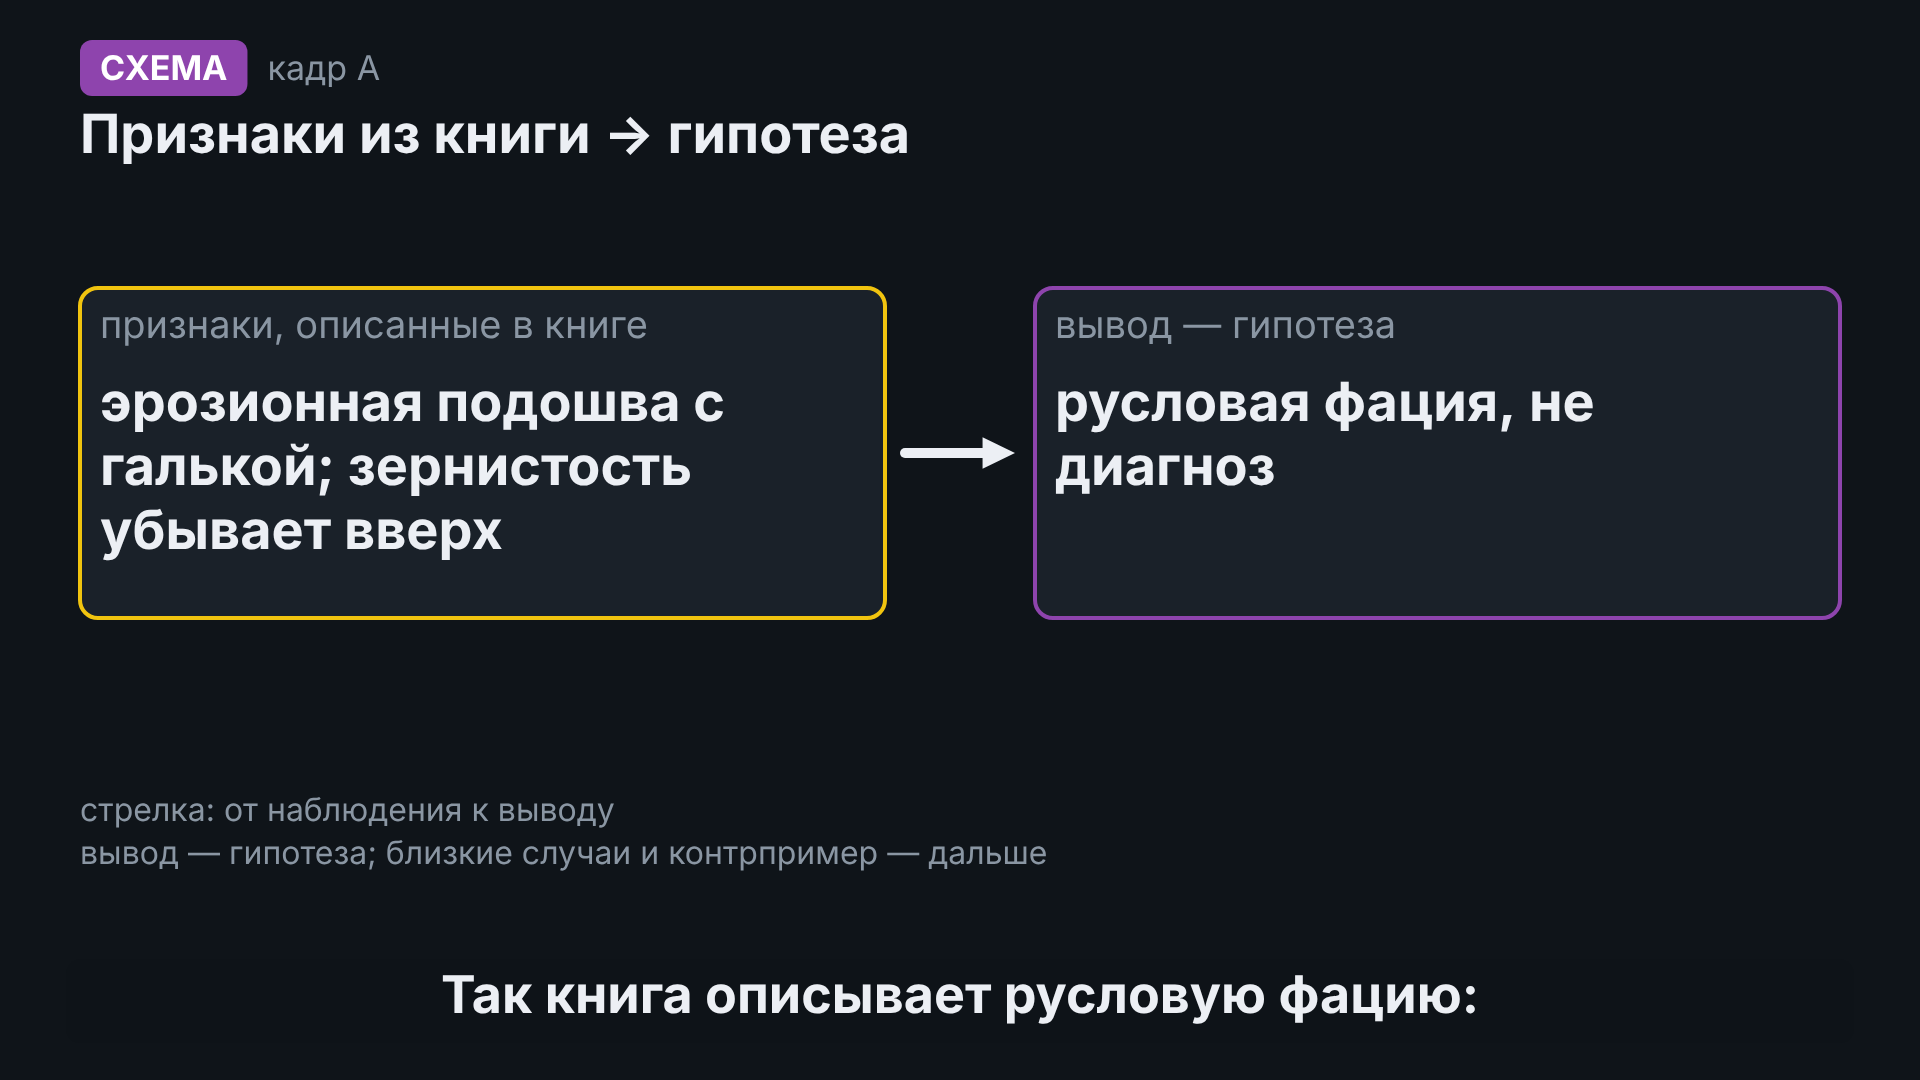 СХЕМА кадр А
Признаки из книги → гипотеза
признаки, описанные в книге
эрозионная подошва с
галькой; зернистость
убывает вверх
вывод — гипотеза
русловая фация, не
диагноз
стрелка: от наблюдения к выводу
вывод — гипотеза; близкие случаи и контрпример — дальше
Так книга описывает русловую фацию: